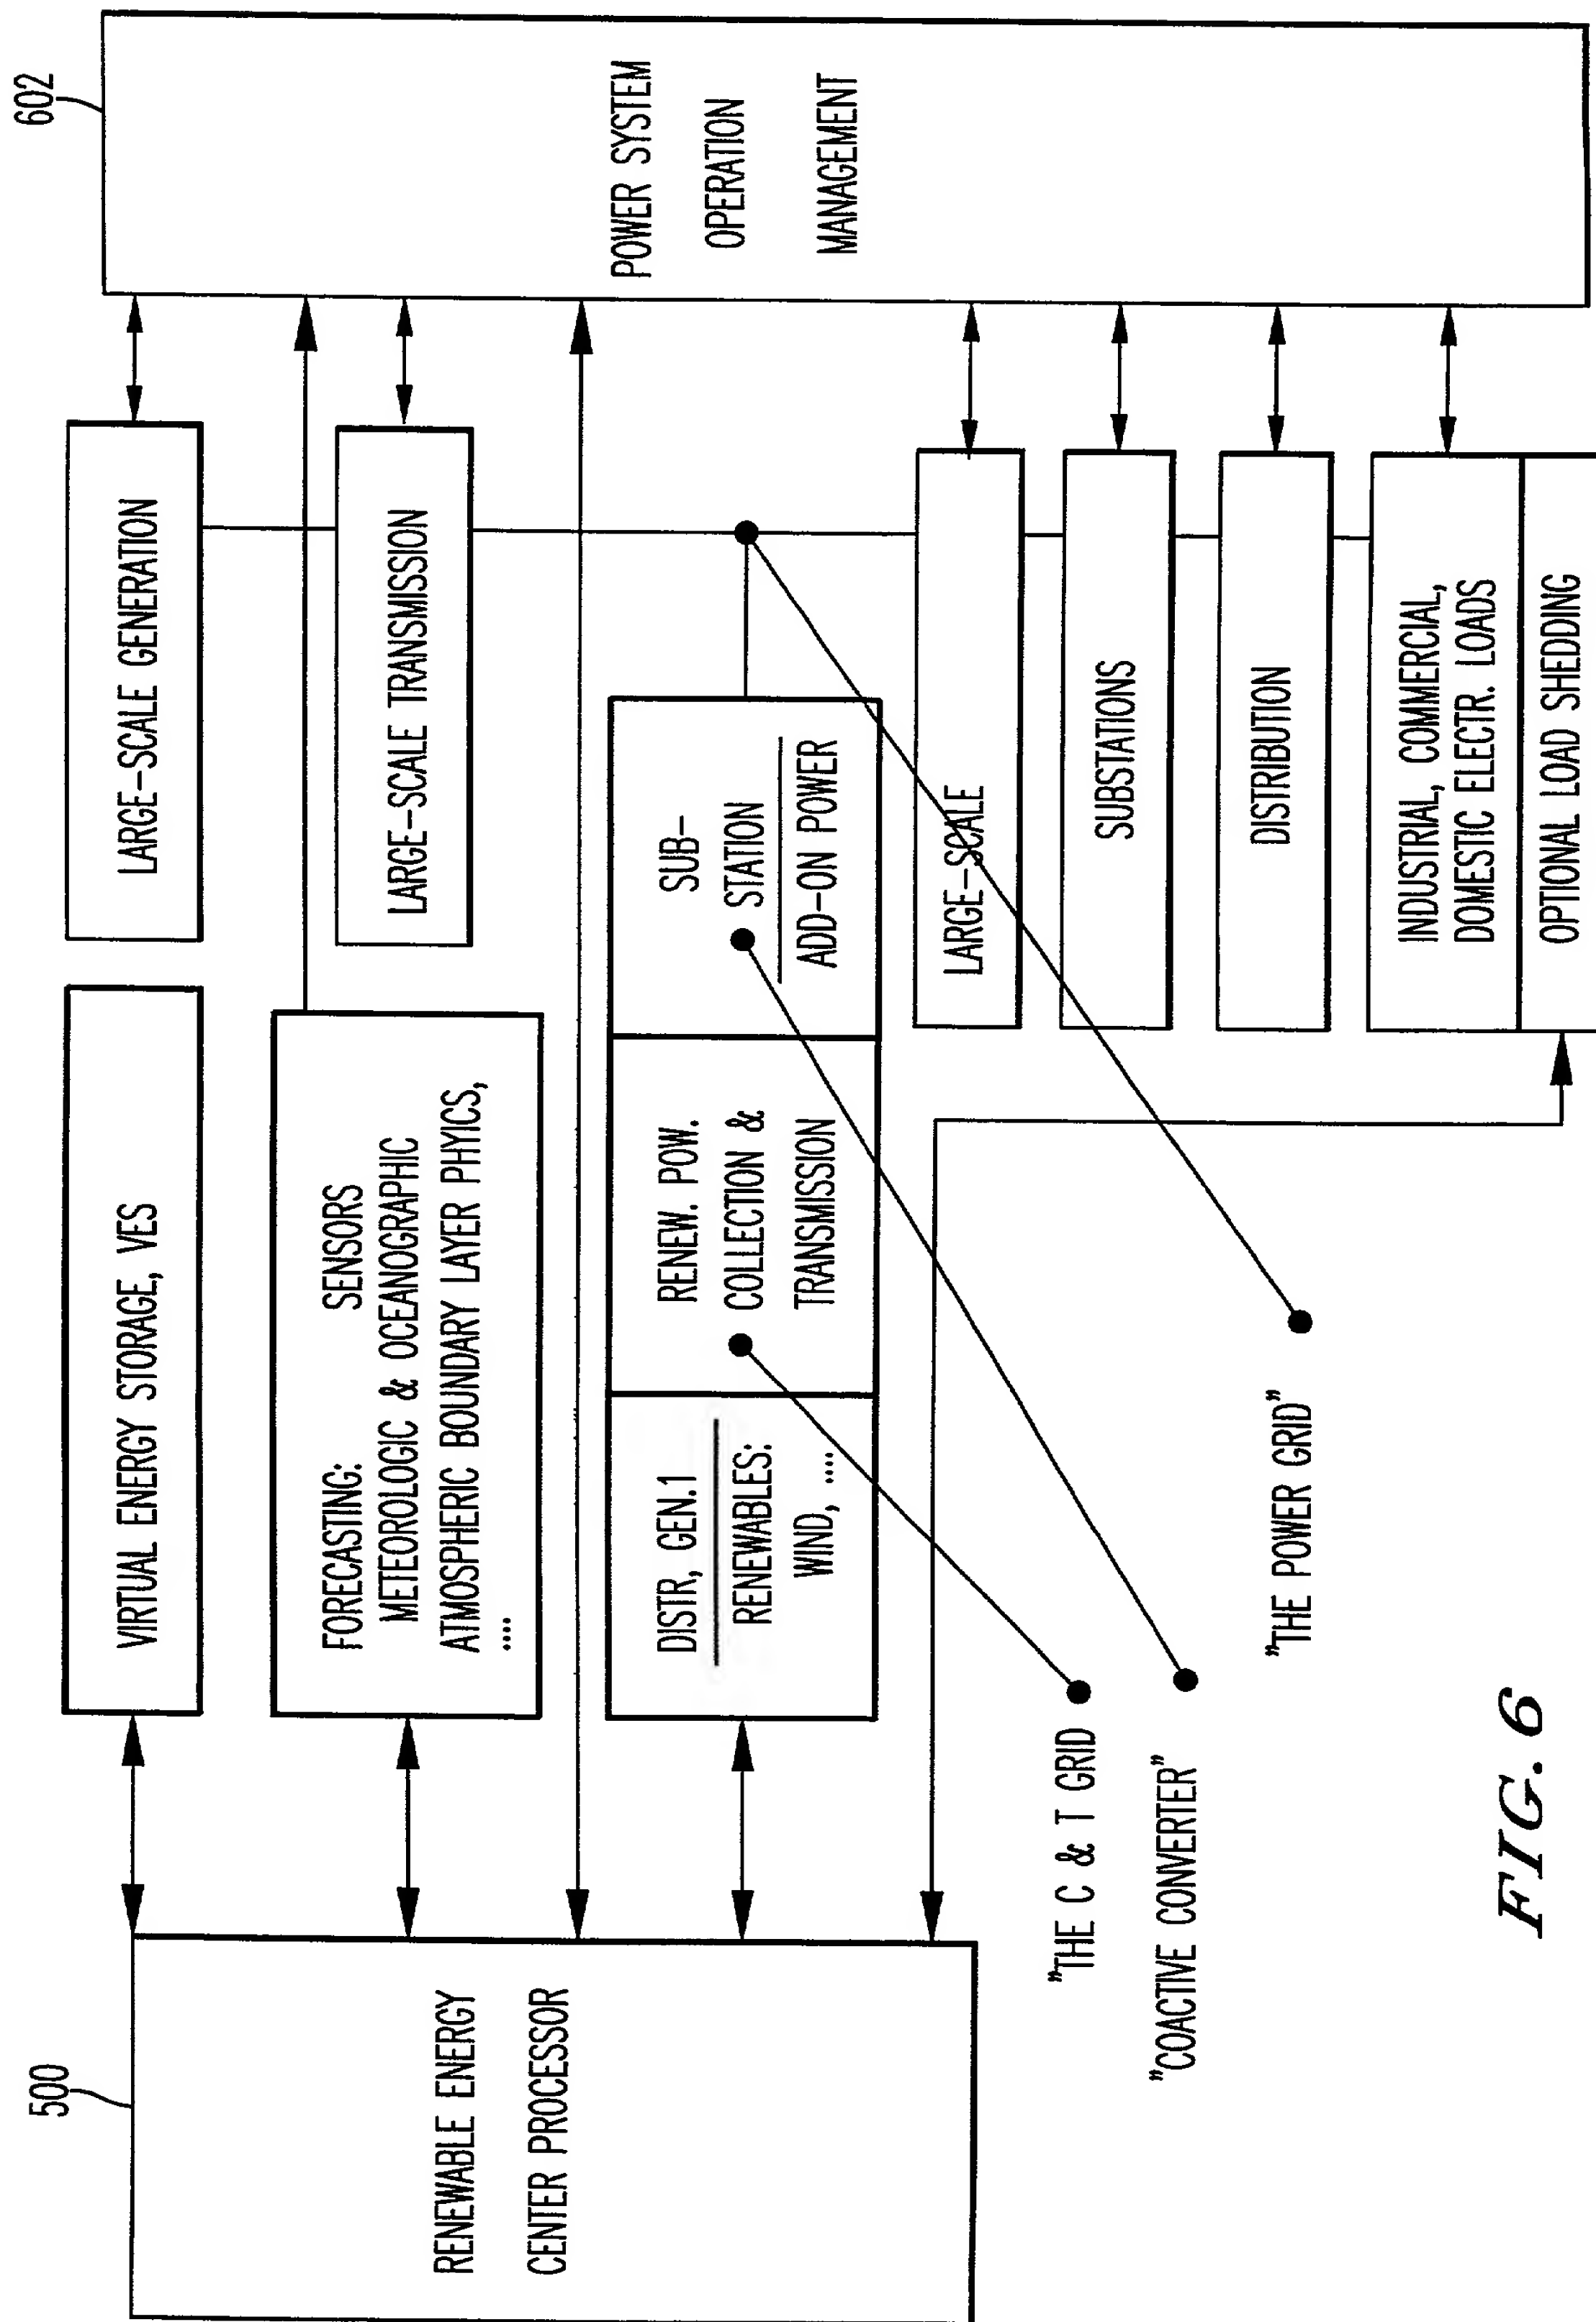 602
POWER SYSTEM
OPERATION
MANAGEMENT
LARGE-SCALE GENERATION
LARGE-SCALE TRANSMISSION
LARGE-SCALE
SUBSTATIONS
DISTRIBUTION
INDUSTRIAL, COMMERCIAL,
DOMESTIC ELECTR. LOADS
OPTIONAL LOAD SHEDDING
VIRTUAL ENERGY STORAGE, VES
FORECASTING: SENSORS
METEOROLOGIC & OCEANOGRAPHIC
ATMOSPHERIC BOUNDARY LAYER PHYICS,
....
DISTR, GEN.1
RENEWABLES:
WIND, ....
RENEW. POW.
COLLECTION &
TRANSMISSION
SUB-
STATION
ADD-ON POWER
500
RENEWABLE ENERGY
CENTER PROCESSOR
"THE C & T GRID
"COACTIVE CONVERTER"
"THE POWER GRID"
FIG. 6